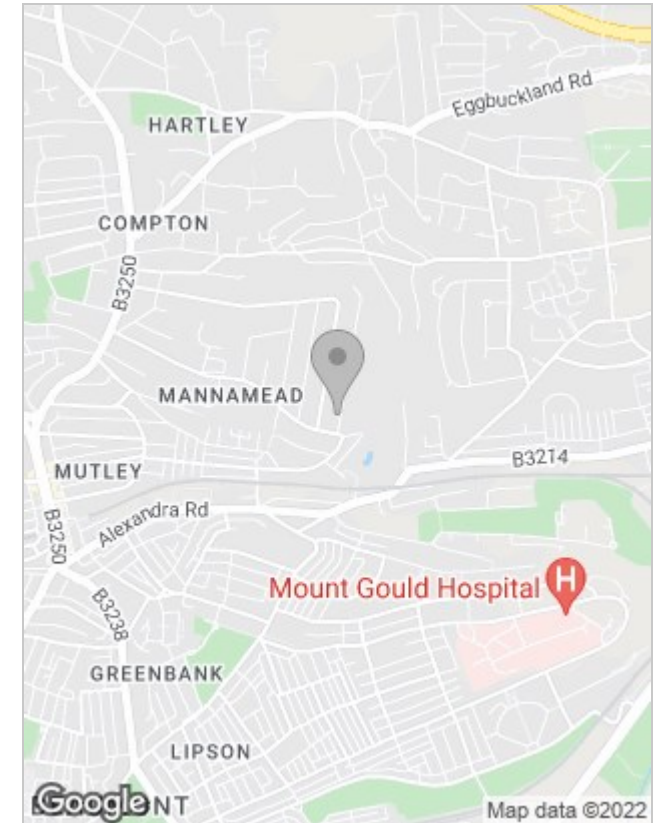 Eggbuckland Rd
HARTLEY
COMPTON
B3250
MANNAMEAD
B3214
MUTLEY
Alexandra Rd
B3250
Mount Gould Hospital H
B3238
GREENBANK
LIPSON
Google
NT
Map data ©2022